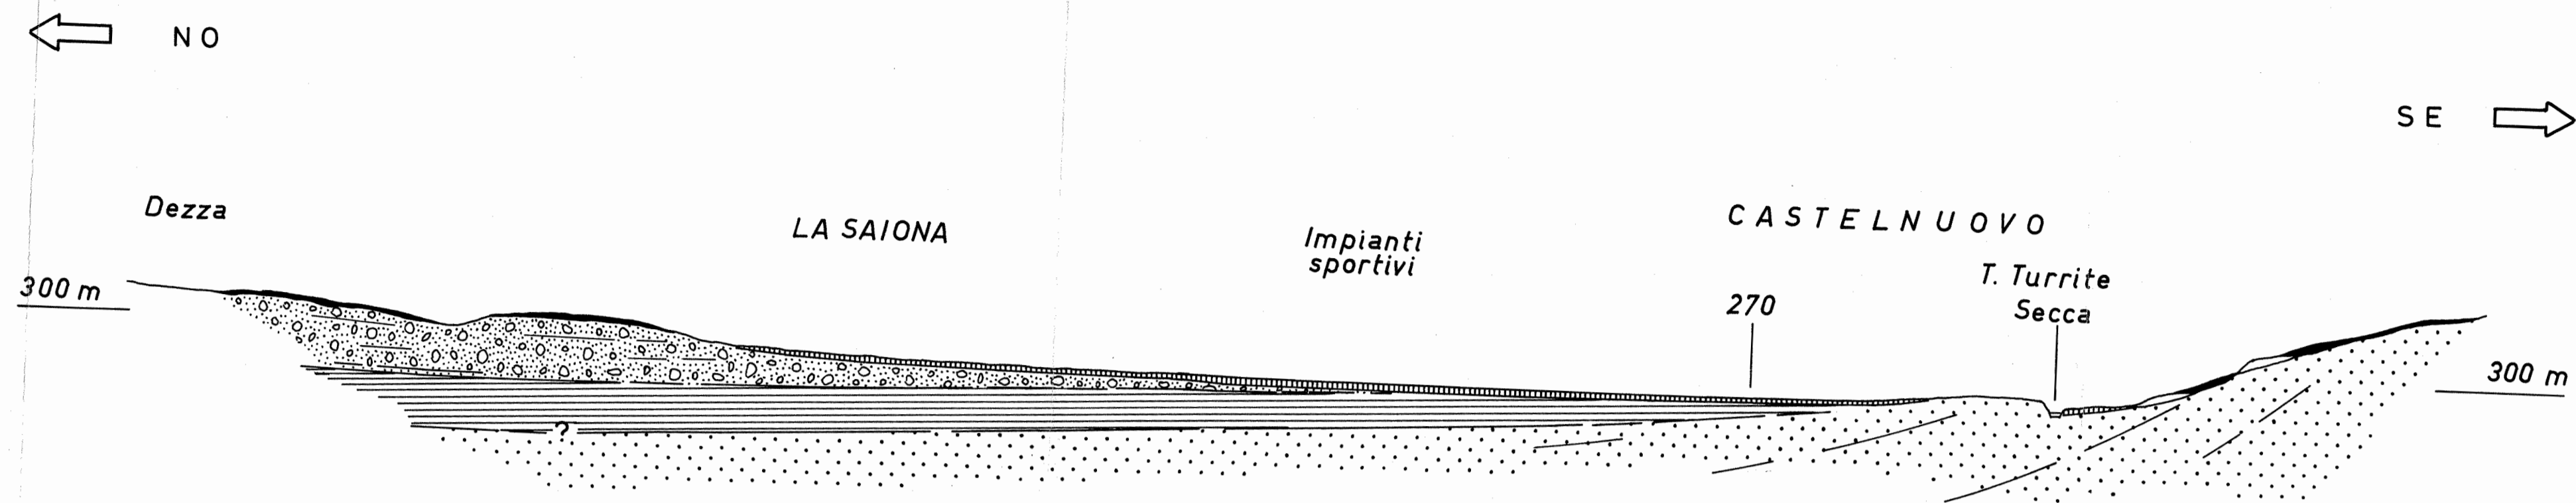 NO
SE
Dezza
LA SAIONA
Impianti
sportivi
CASTELNUOVO
T. Turrite
Secca
270
300 m
300 m
?